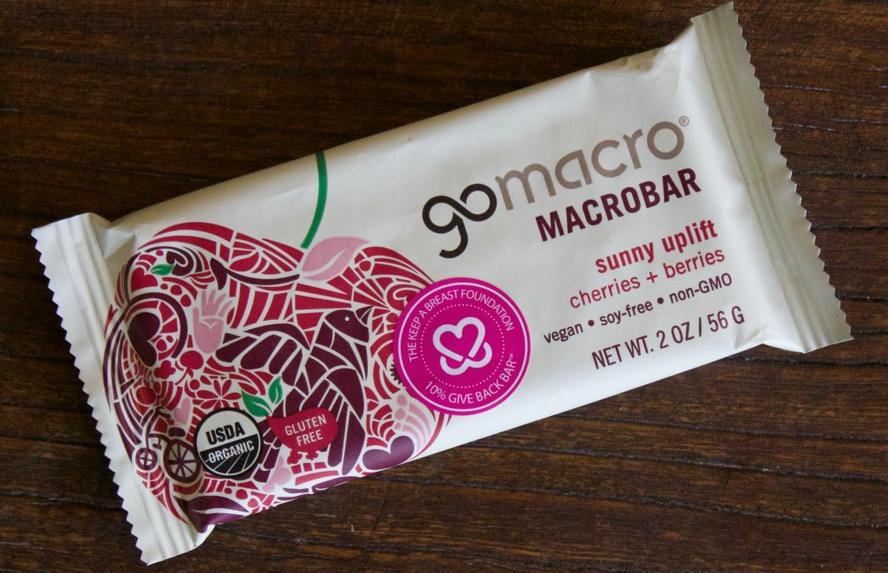 gomacro®
MACROBAR
sunny uplift
cherries + berries
vegan • soy-free • non-GMO
NET WT. 2 OZ / 56 G
THE KEEP A BREAST FOUNDATION
10% GIVE BACK BAR™
USDA
ORGANIC
GLUTEN
FREE